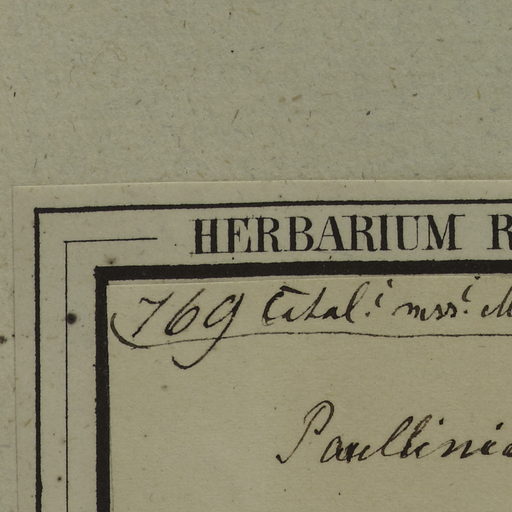 HERBARIUM R
769 Catal.i mss.i M
Paullinia